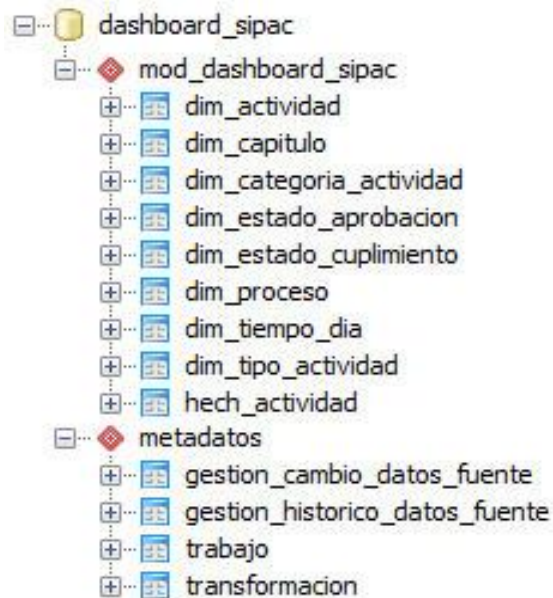 dashboard_sipac
mod_dashboard_sipac
dim_actividad
dim_capitulo
dim_categoria_actividad
dim_estado_aprobacion
dim_estado_cuplimiento
dim_proceso
dim_tiempo_dia
dim_tipo_actividad
hech_actividad
metadatos
gestion_cambio_datos_fuente
gestion_historico_datos_fuente
trabajo
transformacion